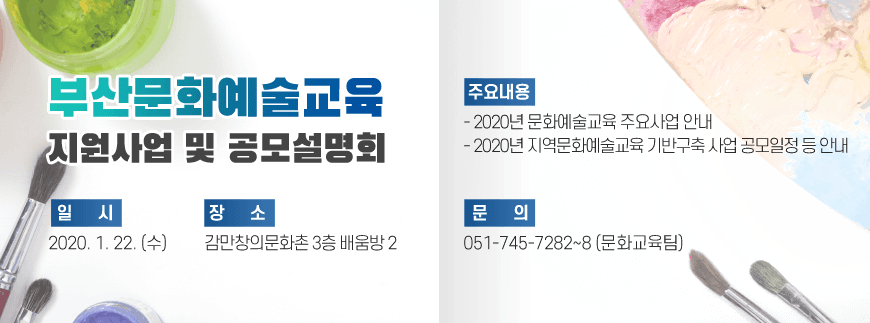 부산문화예술교육
지원사업 및 공모설명회
일 시
2020. 1. 22. (수)
장 소
감만창의문화촌 3층 배움방 2
주요내용
- 2020년 문화예술교육 주요사업 안내
- 2020년 지역문화예술교육 기반구축 사업 공모일정 등 안내
문 의
051-745-7282~8 (문화교육팀)